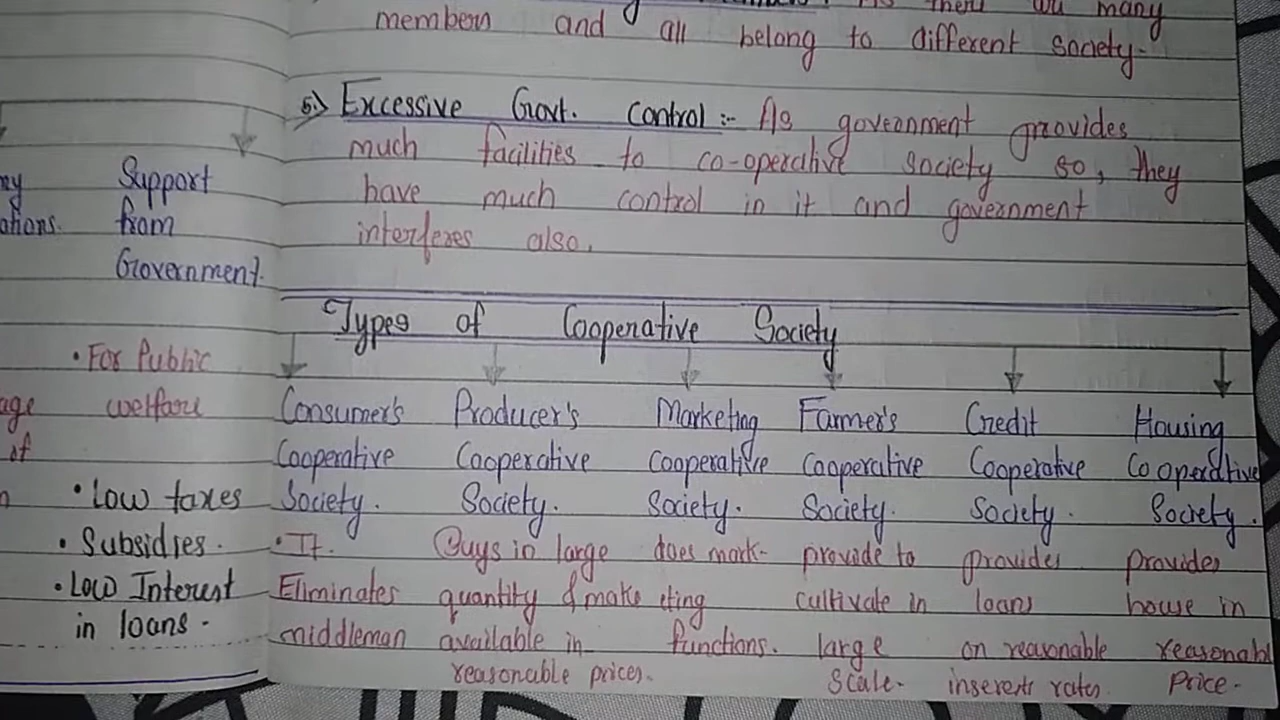 many
members and all belong to different society.
5.) Excessive Govt. Control :- As government provides
much facilities to co-operative society so, they
have much control in it and government
interferes also.
Support
from
Government.
• For Public
welfare
of
• Low taxes
• Subsidies.
• Low Interest
in loans.
Types of Cooperative Society
Consumer's Producer's Marketing Farmer's Credit Housing
Cooperative Cooperative Cooperative Cooperative Cooperative Cooperative
Society. Society. Society. Society. Society. Society.
• It Buys in large does mark- provide to provides provides
Eliminates quantity & make eting cultivate in loans house in
middleman available in functions. large on reasonable reasonabl
reasonable prices. Scale. insererts rates. Price.